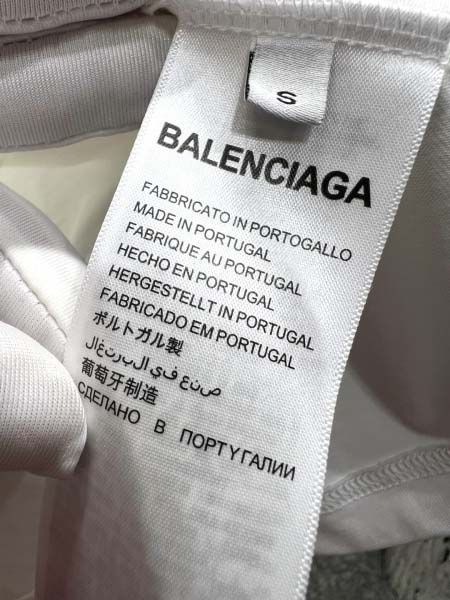 S
BALENCIAGA
FABBRICATO IN PORTOGALLO
MADE IN PORTUGAL
FABRIQUE AU PORTUGAL
HECHO EN PORTUGAL
HERGESTELLT IN PORTUGAL
FABRICADO EM PORTUGAL
ポルトガル製
صنع في البرتغال
葡萄牙制造
СДЕЛАНО В ПОРТУГАЛИИ